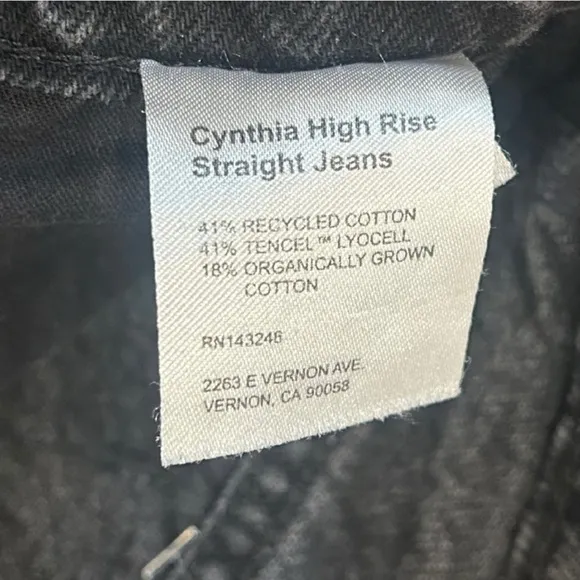 Cynthia High Rise
Straight Jeans
41% RECYCLED COTTON
41% TENCEL™ LYOCELL
18% ORGANICALLY GROWN
COTTON
RN143246
2263 E VERNON AVE.
VERNON, CA 90058